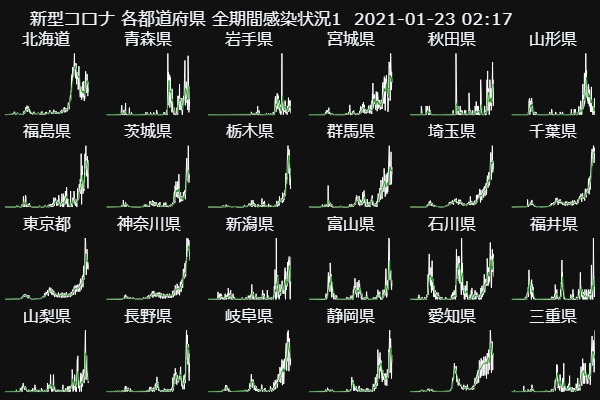 新型コロナ 各都道府県 全期間感染状況1 2021-01-23 02:17
北海道 青森県 岩手県 宮城県 秋田県 山形県
福島県 茨城県 栃木県 群馬県 埼玉県 千葉県
東京都 神奈川県 新潟県 富山県 石川県 福井県
山梨県 長野県 岐阜県 静岡県 愛知県 三重県